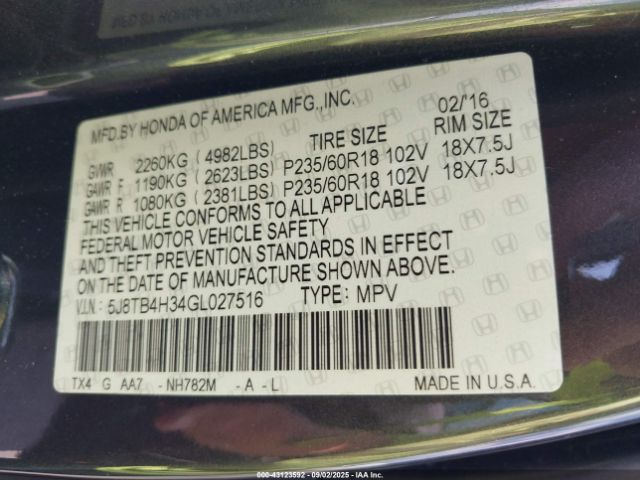 MFD.BY HONDA OF AMERICA MFG.,INC. 02/'16
GVWR 2260KG (4982LBS) TIRE SIZE RIM SIZE
GAWR F 1190KG (2623LBS) P235/60R18 102V 18X7.5J
GAWR R 1080KG (2381LBS) P235/60R18 102V 18X7.5J
THIS VEHICLE CONFORMS TO ALL APPLICABLE
FEDERAL MOTOR VEHICLE SAFETY
AND THEFT PREVENTION STANDARDS IN EFFECT
ON THE DATE OF MANUFACTURE SHOWN ABOVE.
V.I.N.: 5J8TB4H34GL027516 TYPE: MPV
TX4 G AA7 - NH782M - A - L MADE IN U.S.A.
000-43123592 - 09/02/2025 - IAA Inc.